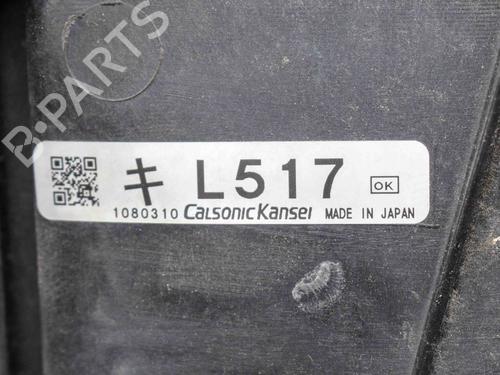 B-PARTS
キ L517 OK
1080310 CalsonicKansei MADE IN JAPAN